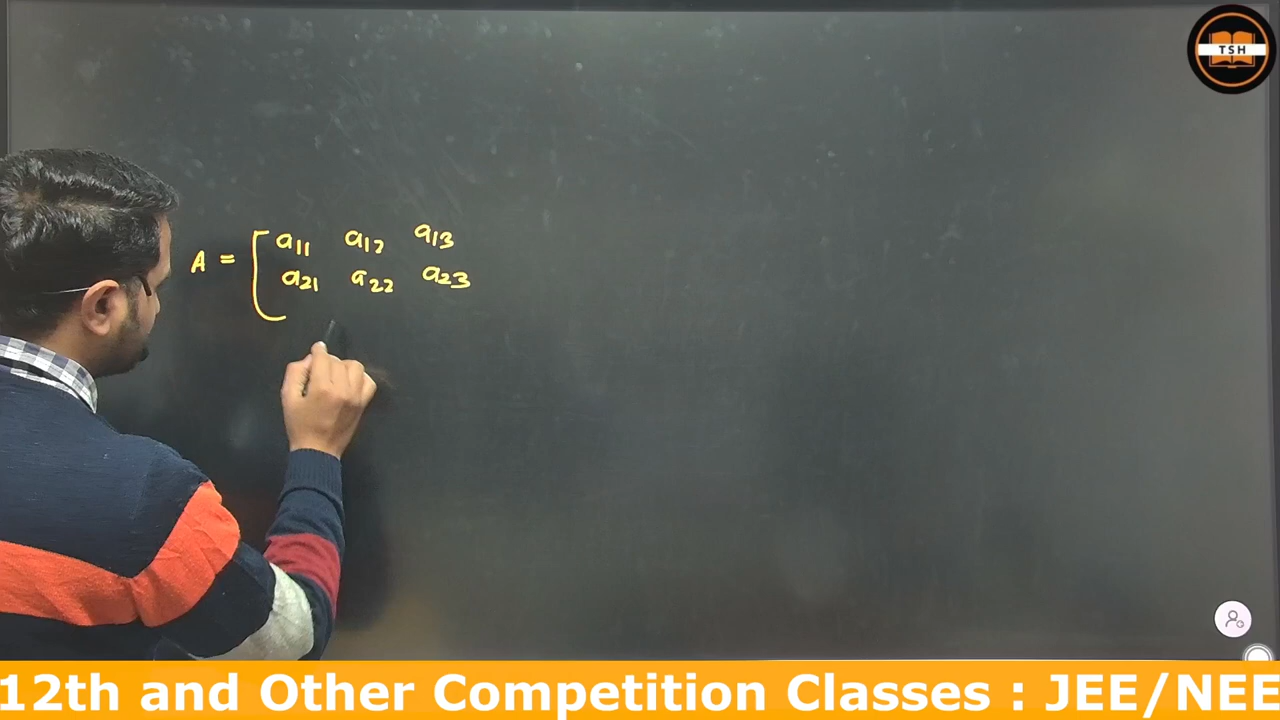 TSH
A = [ a11 a12 a13
a21 a22 a23
12th and Other Competition Classes : JEE/NEE